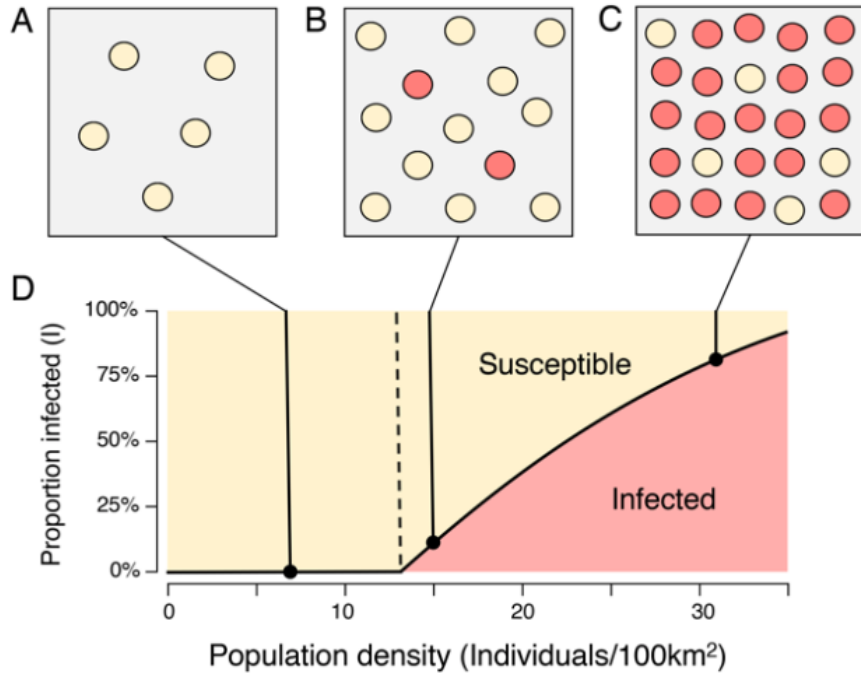 A
B
C
D
100%
75%
50%
25%
0%
Proportion infected (I)
Susceptible
Infected
0
10
20
30
Population density (Individuals/100km²)